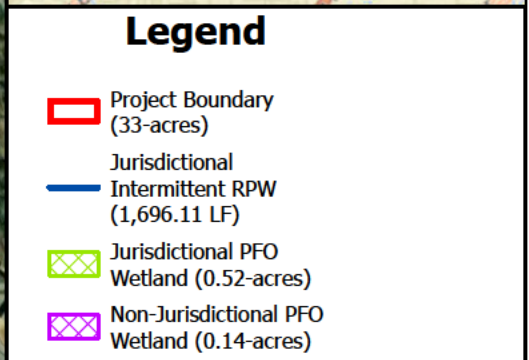 Legend
Project Boundary
(33-acres)
Jurisdictional
Intermittent RPW
(1,696.11 LF)
Jurisdictional PFO
Wetland (0.52-acres)
Non-Jurisdictional PFO
Wetland (0.14-acres)